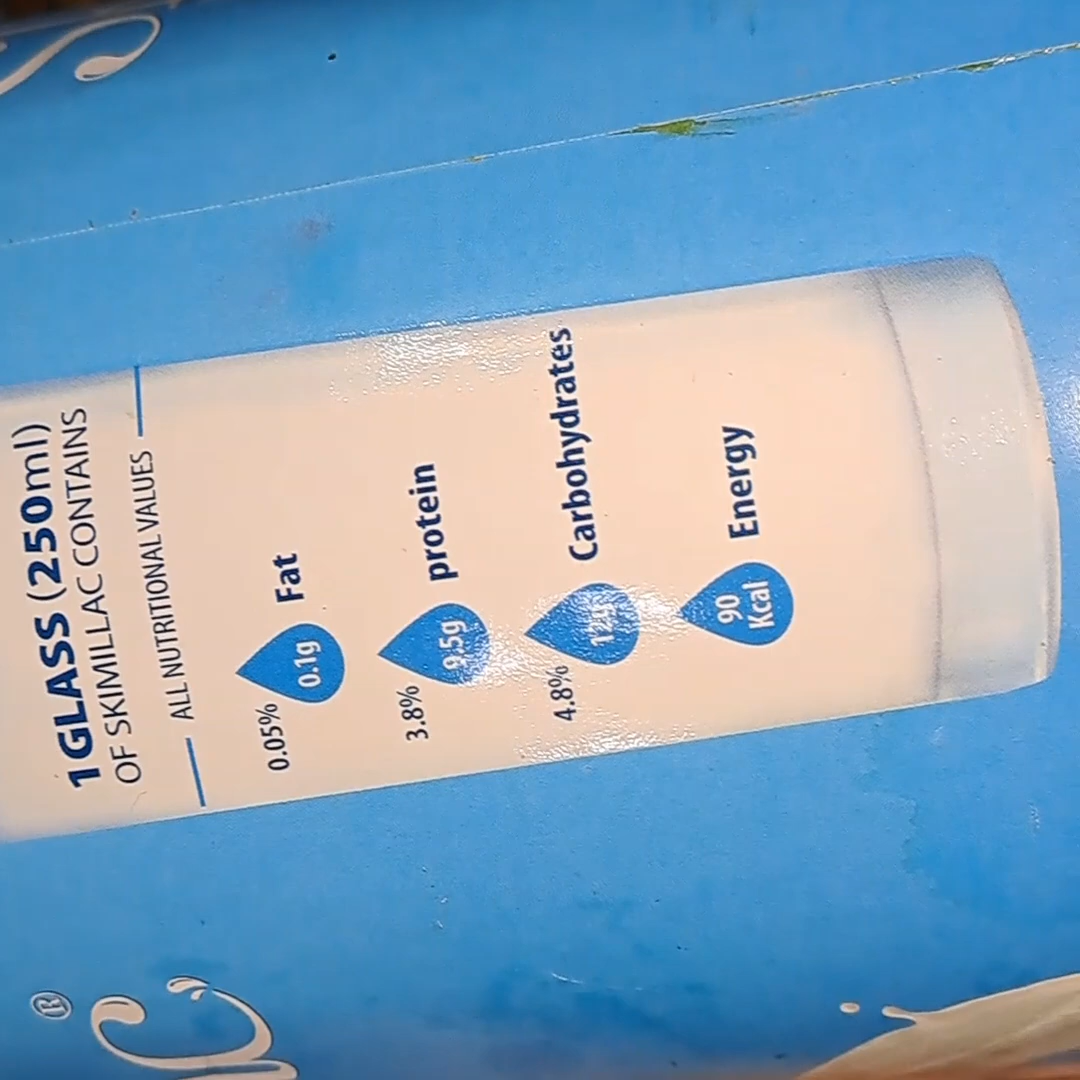 1 GLASS (250ml)
OF SKIMILLAC CONTAINS
ALL NUTRITIONAL VALUES
0.05% 0.1g Fat
3.8% 9.5g protein
4.8% 12g Carbohydrates
90 Kcal Energy
®